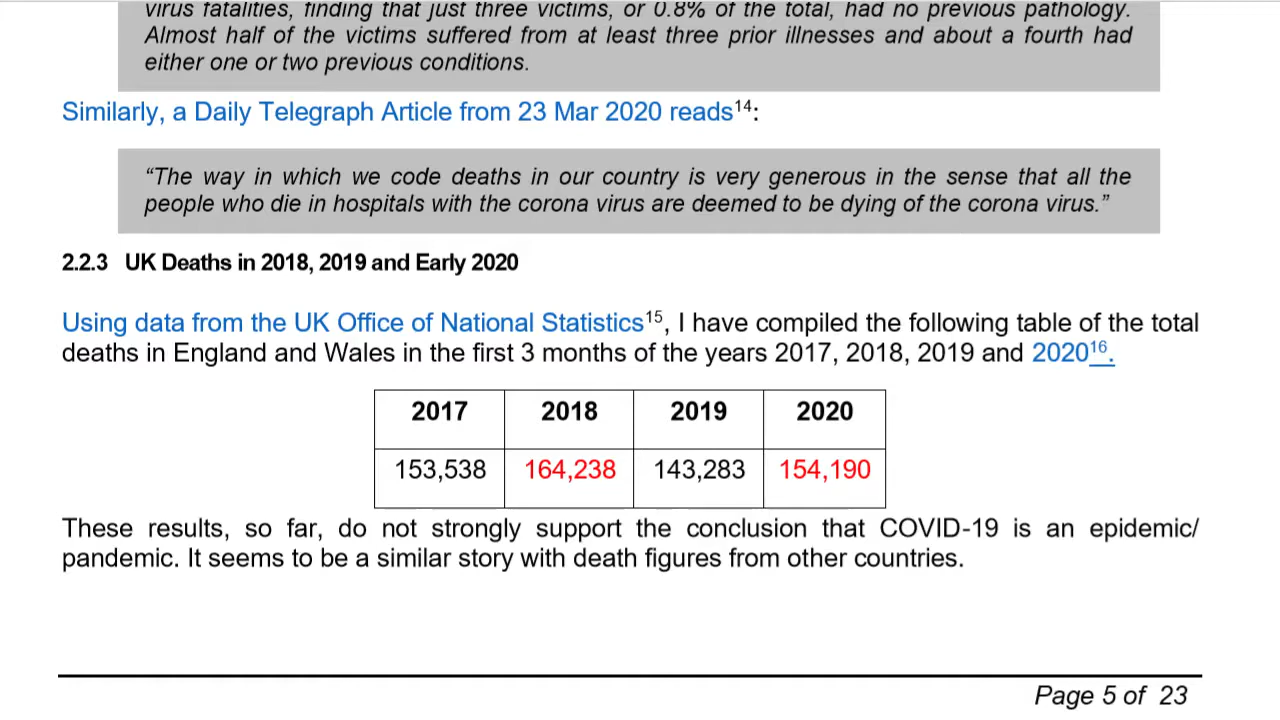 virus fatalities, finding that just three victims, or 0.8% of the total, had no previous pathology.
Almost half of the victims suffered from at least three prior illnesses and about a fourth had
either one or two previous conditions.
Similarly, a Daily Telegraph Article from 23 Mar 2020 reads¹⁴:
“The way in which we code deaths in our country is very generous in the sense that all the
people who die in hospitals with the corona virus are deemed to be dying of the corona virus.”
2.2.3 UK Deaths in 2018, 2019 and Early 2020
Using data from the UK Office of National Statistics¹⁵, I have compiled the following table of the total
deaths in England and Wales in the first 3 months of the years 2017, 2018, 2019 and 2020¹⁶.
2017 2018 2019 2020
153,538 164,238 143,283 154,190
These results, so far, do not strongly support the conclusion that COVID-19 is an epidemic/
pandemic. It seems to be a similar story with death figures from other countries.
Page 5 of 23